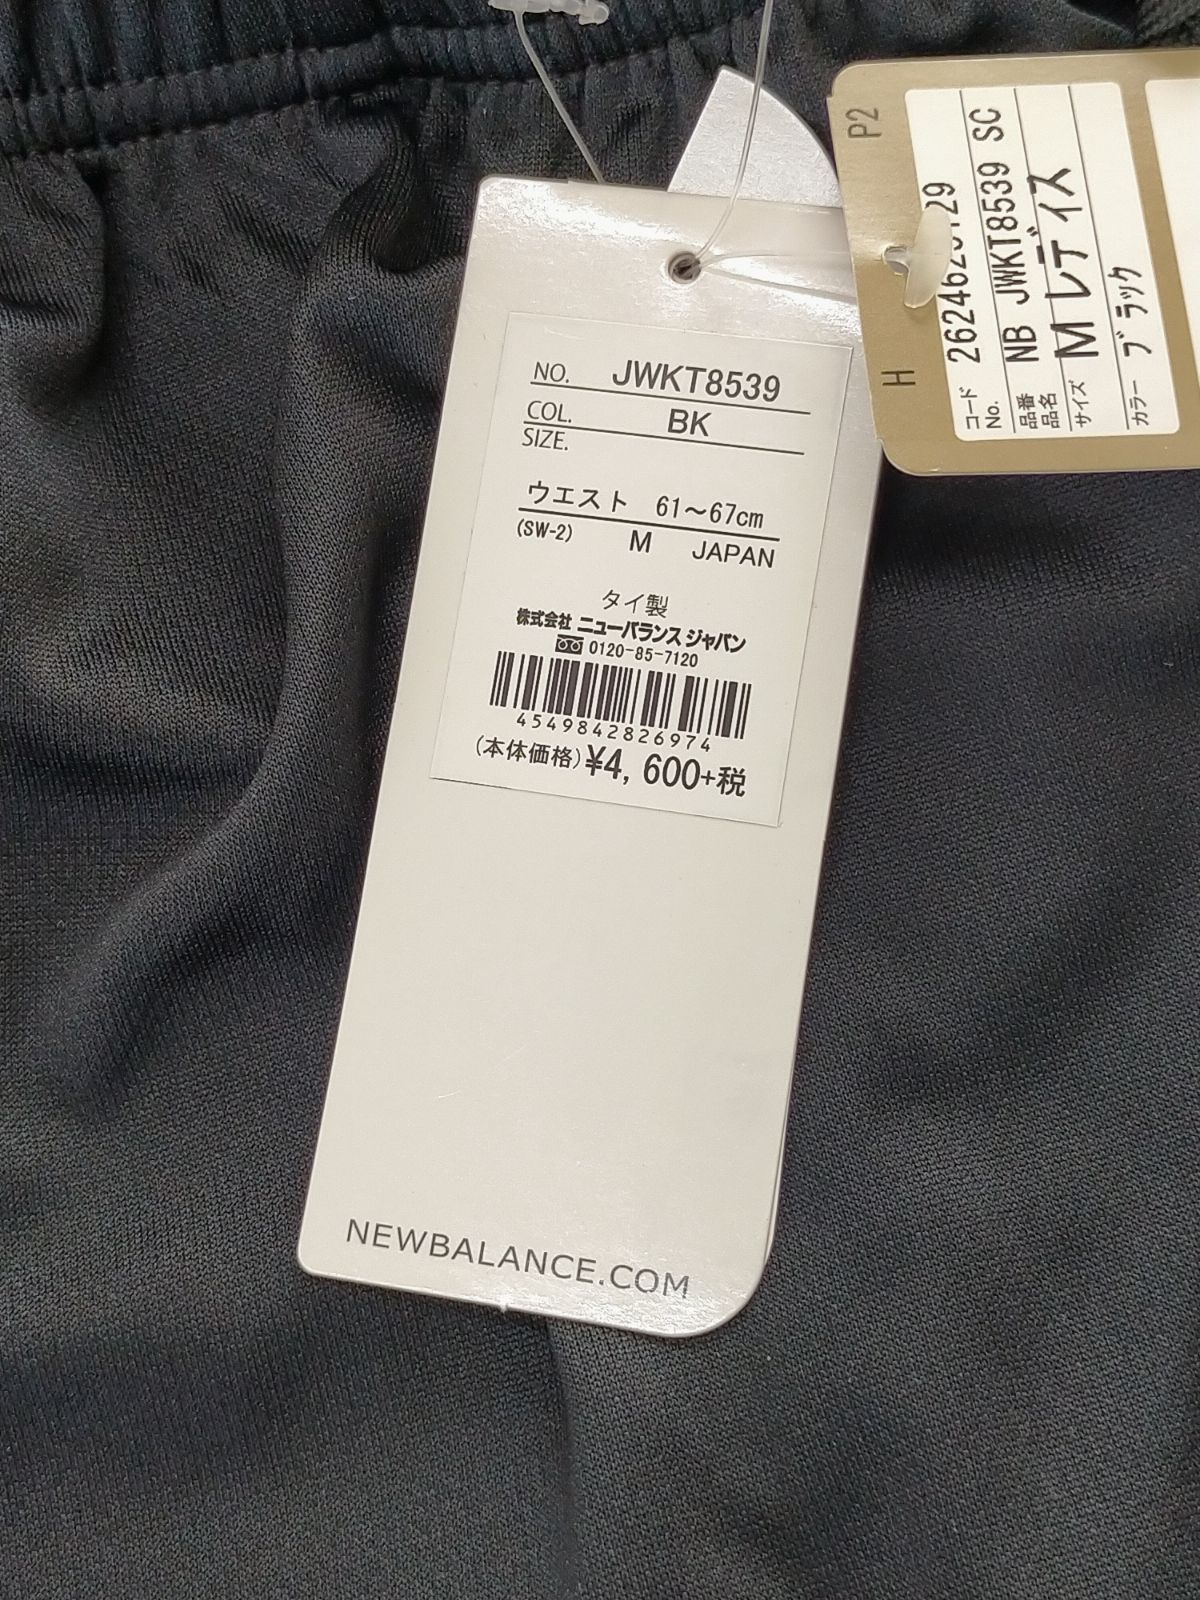 NO. JWKT8539
COL. BK
SIZE.
ウエスト 61～67cm
(SW-2) M JAPAN
タイ製
株式会社 ニューバランス ジャパン
0120-85-7120
4549842826974
(本体価格)¥4,600+税
NEWBALANCE.COM
P2
H
コード No.
品番 品名 NB JWKT8539 SC
サイズ M レディス
カラー ブラック